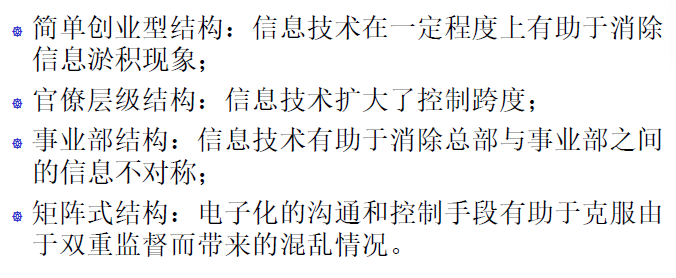 简单创业型结构：信息技术在一定程度上有助于消除
信息淤积现象；
官僚层级结构：信息技术扩大了控制跨度；
事业部结构：信息技术有助于消除总部与事业部之间
的信息不对称；
矩阵式结构：电子化的沟通和控制手段有助于克服由
于双重监督而带来的混乱情况。